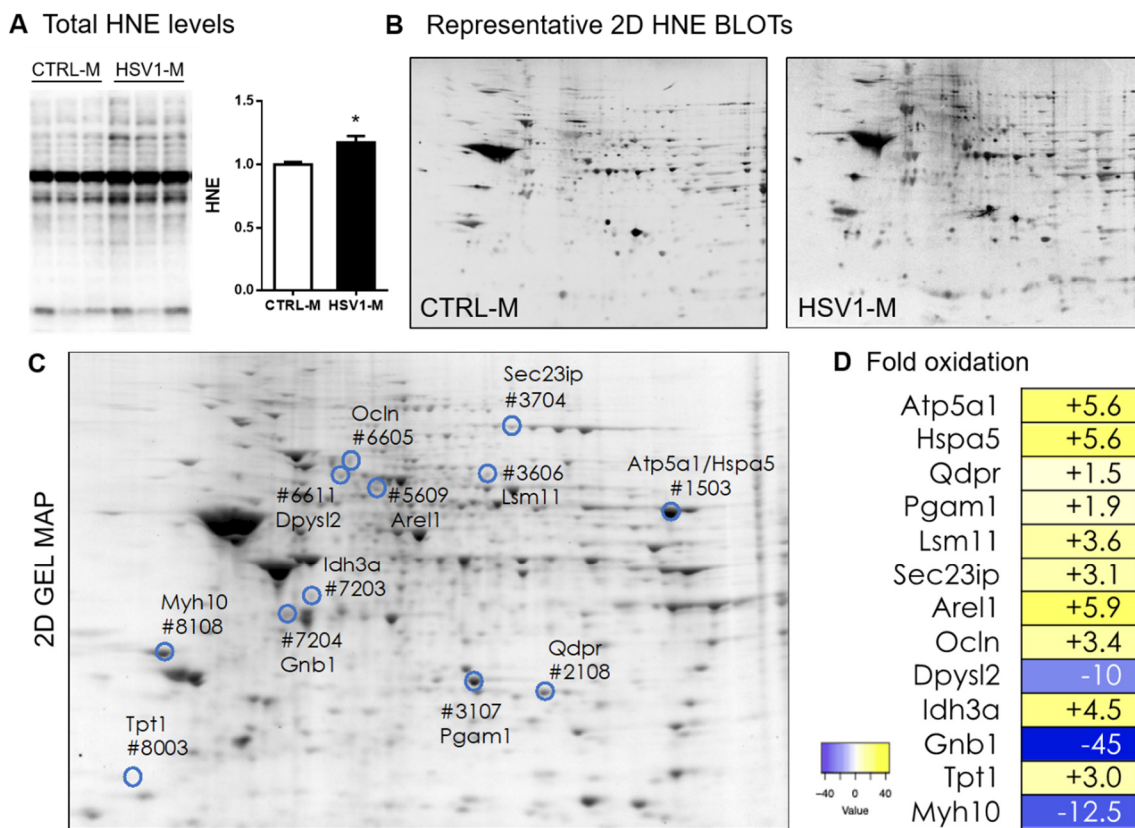 A Total HNE levels
CTRL-M HSV1-M
HNE
1.5
1.0
0.5
0.0
*
CTRL-M HSV1-M
B Representative 2D HNE BLOTs
CTRL-M
HSV1-M
C
2D GEL MAP
Sec23ip
#3704
Ocln
#6605
#6611
Dpysl2
#5609
Arel1
#3606
Lsm11
Atp5a1/Hspa5
#1503
Idh3a
#7203
#7204
Gnb1
Myh10
#8108
Qdpr
#2108
#3107
Pgam1
Tpt1
#8003
D Fold oxidation
Atp5a1 +5.6
Hspa5 +5.6
Qdpr +1.5
Pgam1 +1.9
Lsm11 +3.6
Sec23ip +3.1
Arel1 +5.9
Ocln +3.4
Dpysl2 -10
Idh3a +4.5
Gnb1 -45
Tpt1 +3.0
Myh10 -12.5
-40 0 40
Value